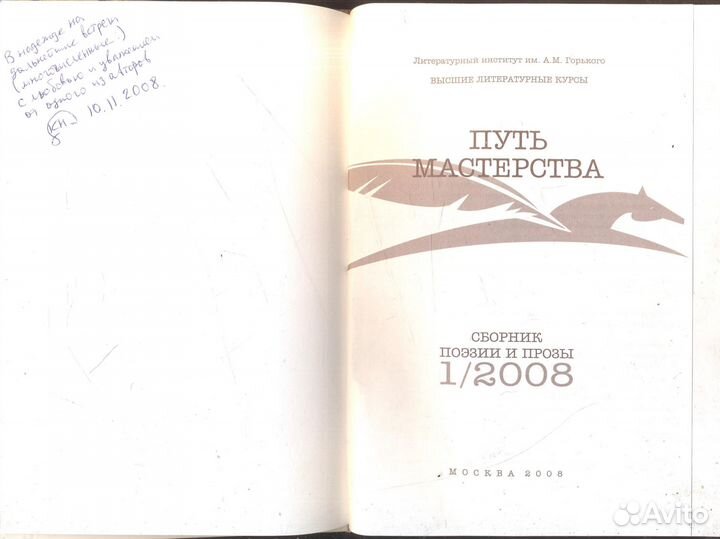 В надежде на
дальнейшие встречи
(многочисленные!)
с любовью и уважением
от одного из авторов
10.11.2008.
Литературный институт им. А.М. Горького
ВЫСШИЕ ЛИТЕРАТУРНЫЕ КУРСЫ
ПУТЬ
МАСТЕРСТВА
СБОРНИК
ПОЭЗИИ И ПРОЗЫ
1/2008
МОСКВА 2008
Avito